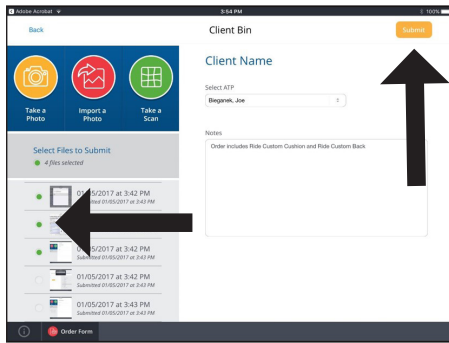 Adobe Acrobat
3:54 PM
100%
Back
Client Bin
Submit
Client Name
Select ATP
Bieganek, Joe
Take a
Photo
Import a
Photo
Take a
Scan
Notes
Order includes Ride Custom Cushion and Ride Custom Back
Select Files to Submit
4 files selected
01/05/2017 at 3:42 PM
Submitted 01/05/2017 at 3:43 PM
01/05/2017 at 3:42 PM
Submitted 01/05/2017 at 3:43 PM
01/05/2017 at 3:42 PM
Submitted 01/05/2017 at 3:43 PM
01/05/2017 at 3:43 PM
Submitted 01/05/2017 at 3:43 PM
Order Form